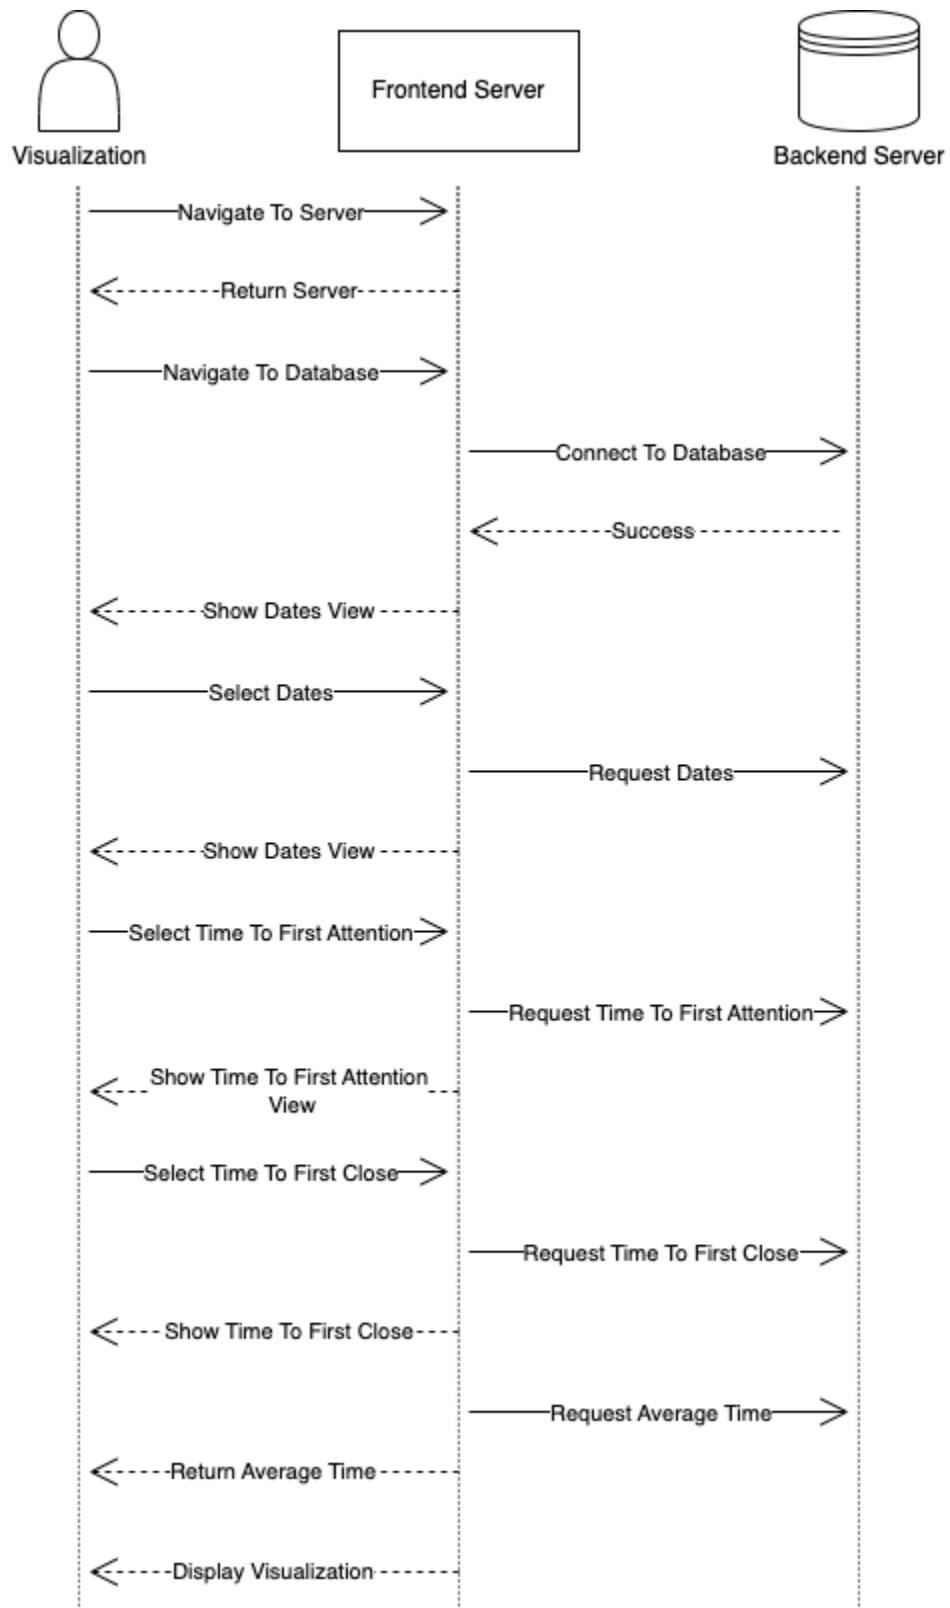 Frontend Server
Visualization
Backend Server
Navigate To Server
Return Server
Navigate To Database
Connect To Database
Success
Show Dates View
Select Dates
Request Dates
Show Dates View
Select Time To First Attention
Request Time To First Attention
Show Time To First Attention
View
Select Time To First Close
Request Time To First Close
Show Time To First Close
Request Average Time
Return Average Time
Display Visualization